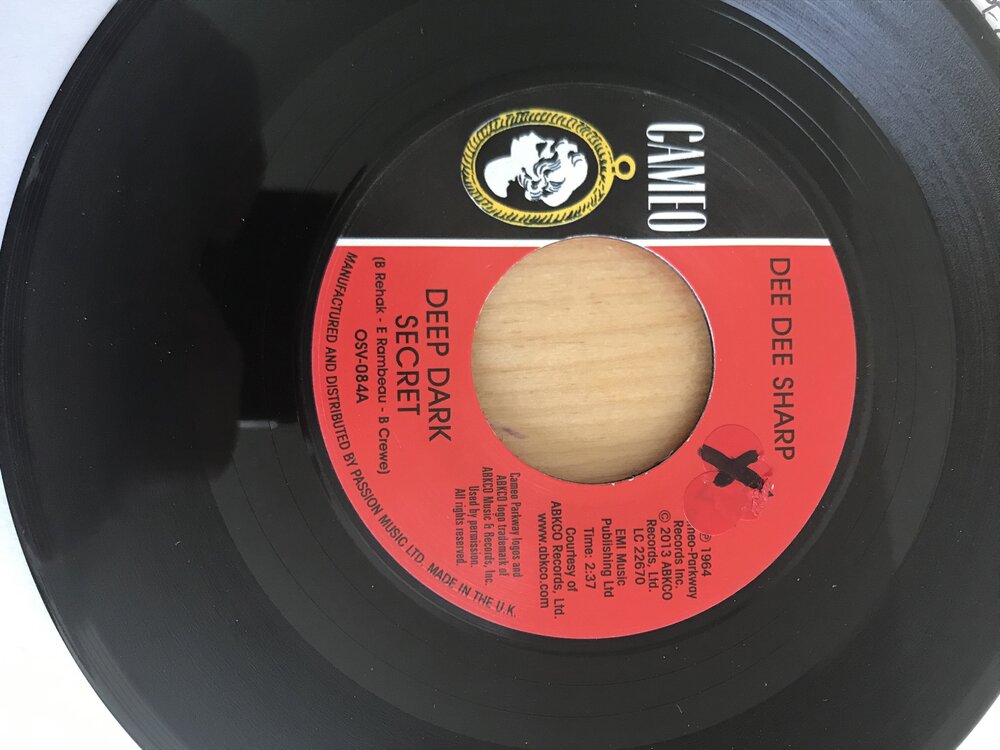 CAMEO
DEE DEE SHARP
℗ 1964
Records Inc.
© 2013 ABKCO
Records, Ltd.
LC 22670
EMI Music
Publishing Ltd
Time: 2:37
Courtesy of
ABKCO Records, Ltd.
www.abkco.com
Cameo Parkway logos and
ABKCO logo trademark of
ABKCO Music & Records, Inc.
Used by permission.
All rights reserved.
DEEP DARK
SECRET
(B Rehak - E Rambeau - B Crewe)
OSV-084A
MANUFACTURED AND DISTRIBUTED BY PASSION MUSIC LTD. MADE IN THE U.K.